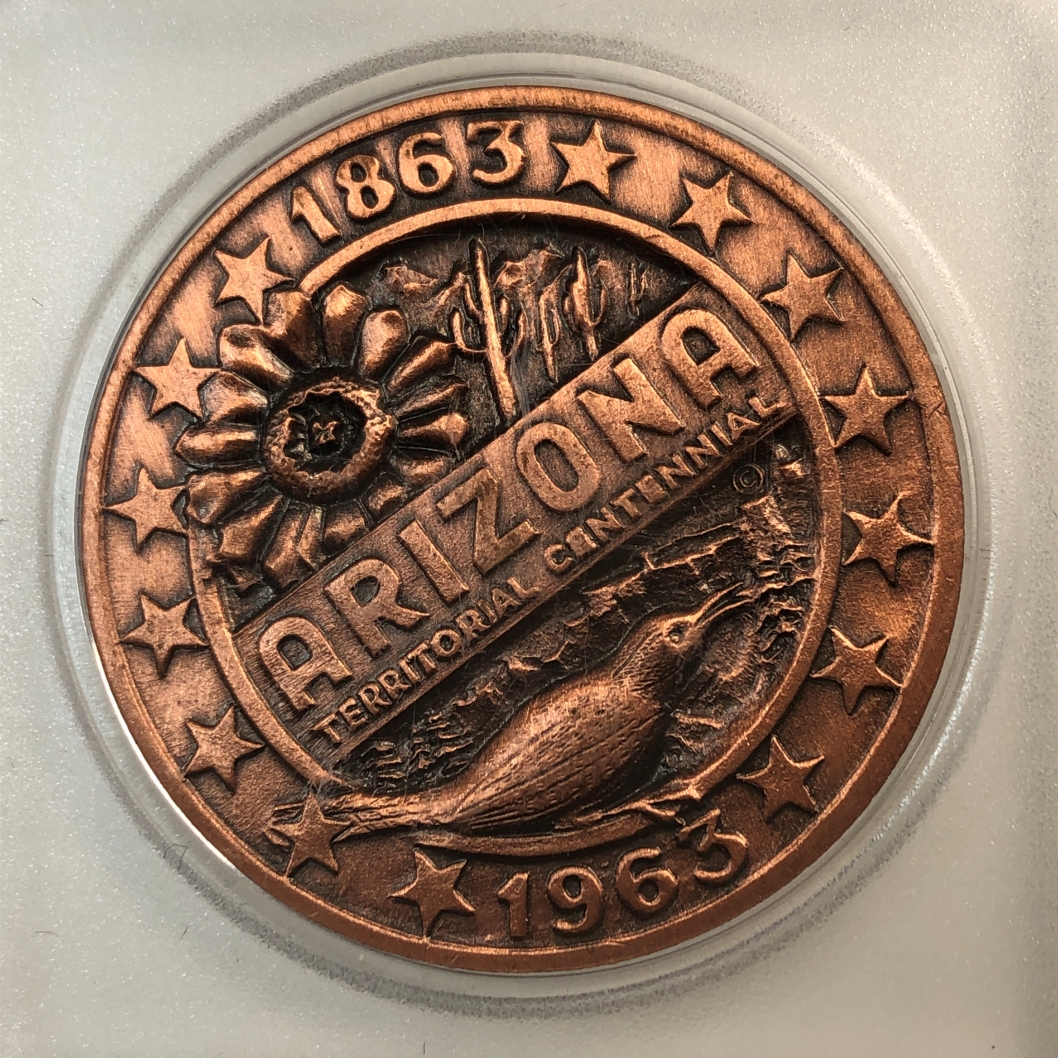 1863
ARIZONA
TERRITORIAL CENTENNIAL
©
1963